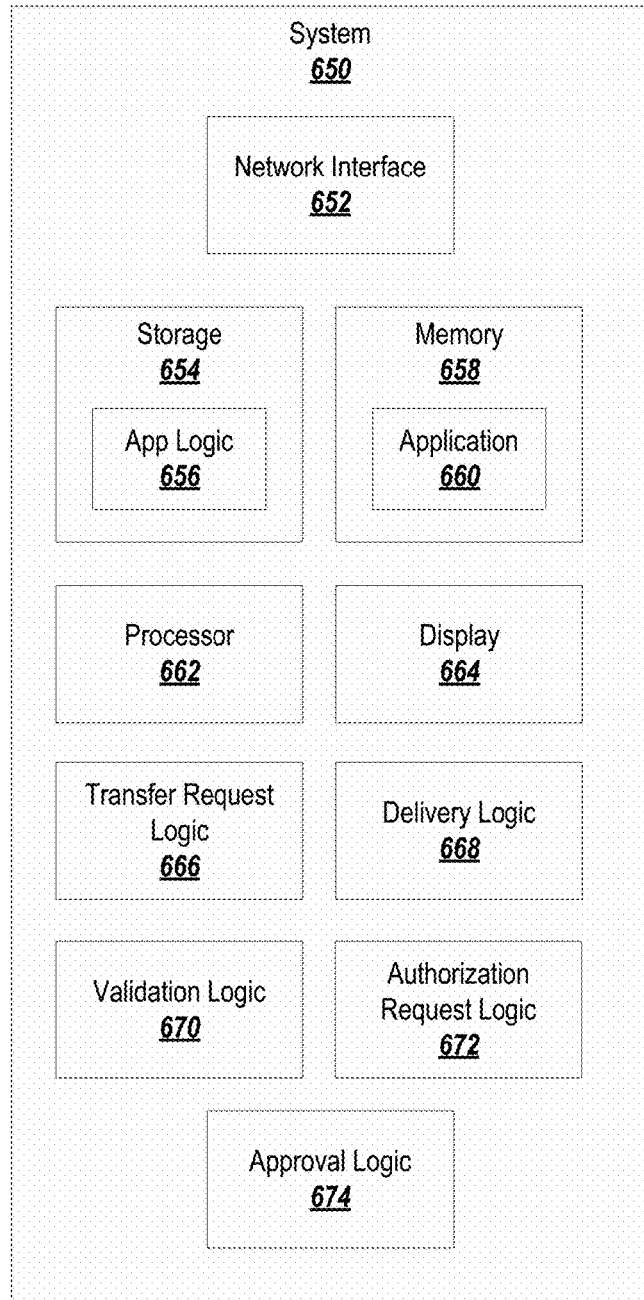 System
650
Network Interface
652
Storage
654
App Logic
656
Memory
658
Application
660
Processor
662
Display
664
Transfer Request
Logic
666
Delivery Logic
668
Validation Logic
670
Authorization
Request Logic
672
Approval Logic
674